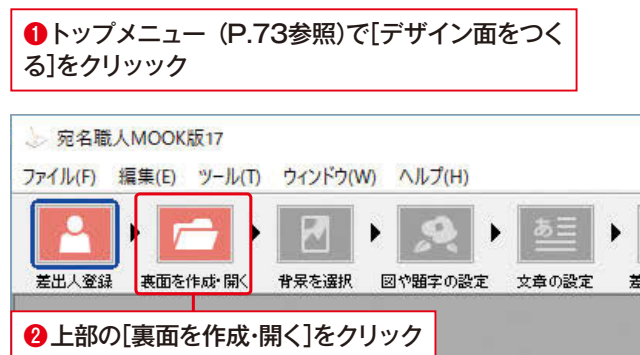 ❶トップメニュー（P.73参照）で[デザイン面をつく
る]をクリッック
宛名職人MOOK版17
ファイル(F) 編集(E) ツール(T) ウィンドウ(W) ヘルプ(H)
あ
差出人登録 裏面を作成・開く 背景を選択 図や題字の設定 文章の設定 差
❷上部の[裏面を作成・開く]をクリック